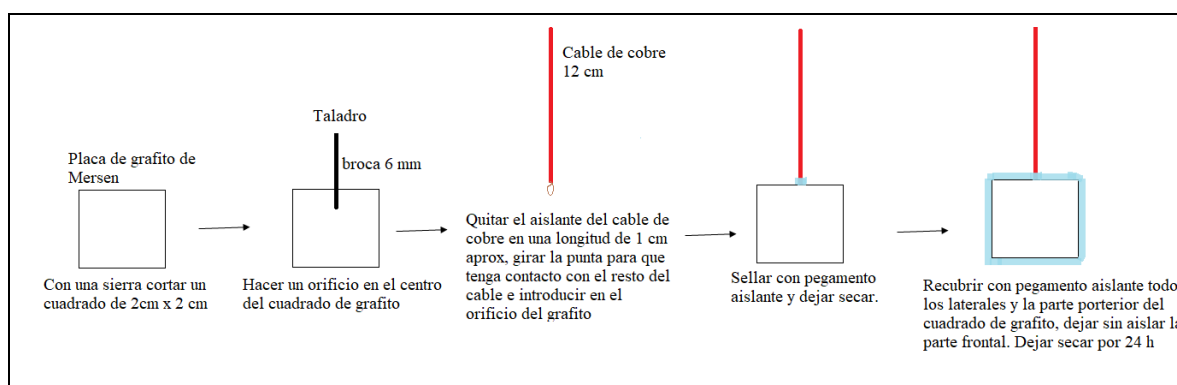 Placa de grafito de
Mersen
Con una sierra cortar un
cuadrado de 2cm x 2 cm
Taladro
broca 6 mm
Hacer un orificio en el centro
del cuadrado de grafito
Cable de cobre
12 cm
Quitar el aislante del cable de
cobre en una longitud de 1 cm
aprox, girar la punta para que
tenga contacto con el resto del
cable e introducir en el
orificio del grafito
Sellar con pegamento
aislante y dejar secar.
Recubrir con pegamento aislante todo
los laterales y la parte porterior del
cuadrado de grafito, dejar sin aislar la
parte frontal. Dejar secar por 24 h